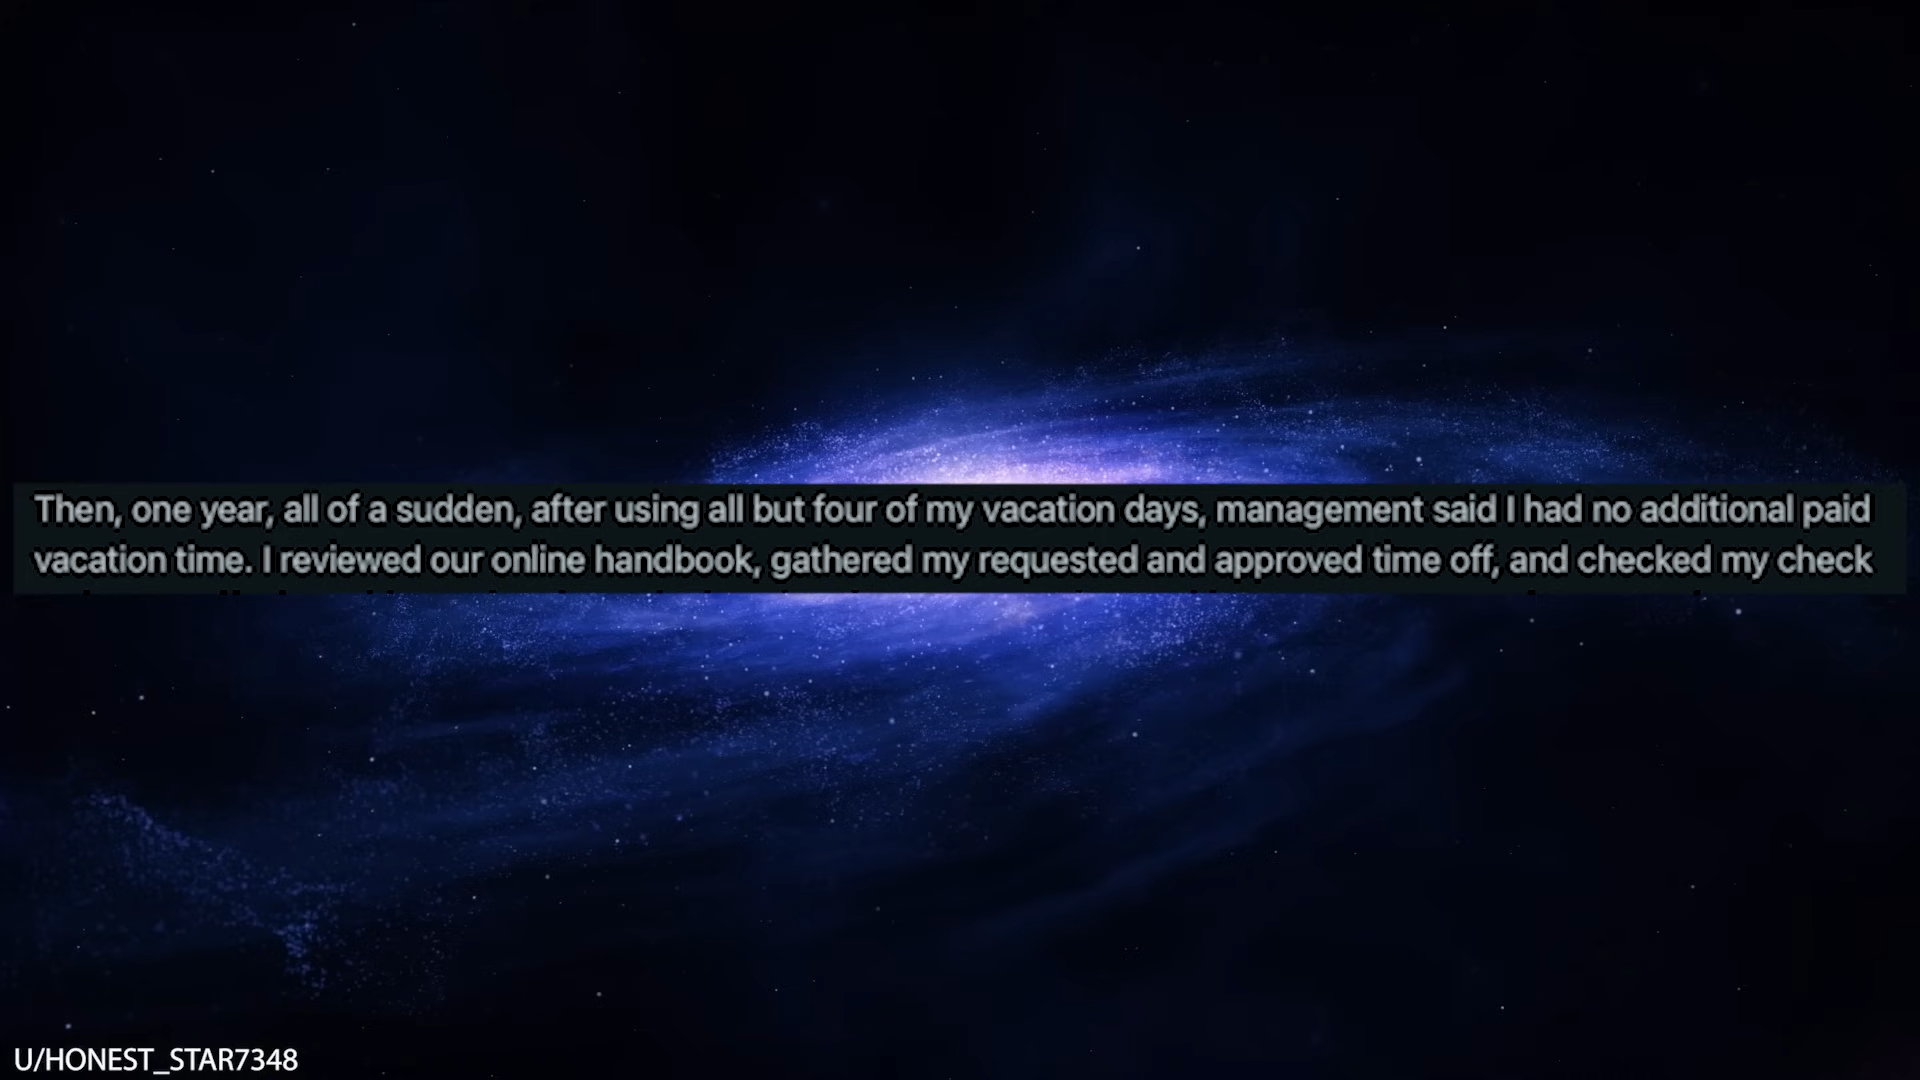 Then, one year, all of a sudden, after using all but four of my vacation days, management said I had no additional paid
vacation time. I reviewed our online handbook, gathered my requested and approved time off, and checked my check
U/HONEST_STAR7348